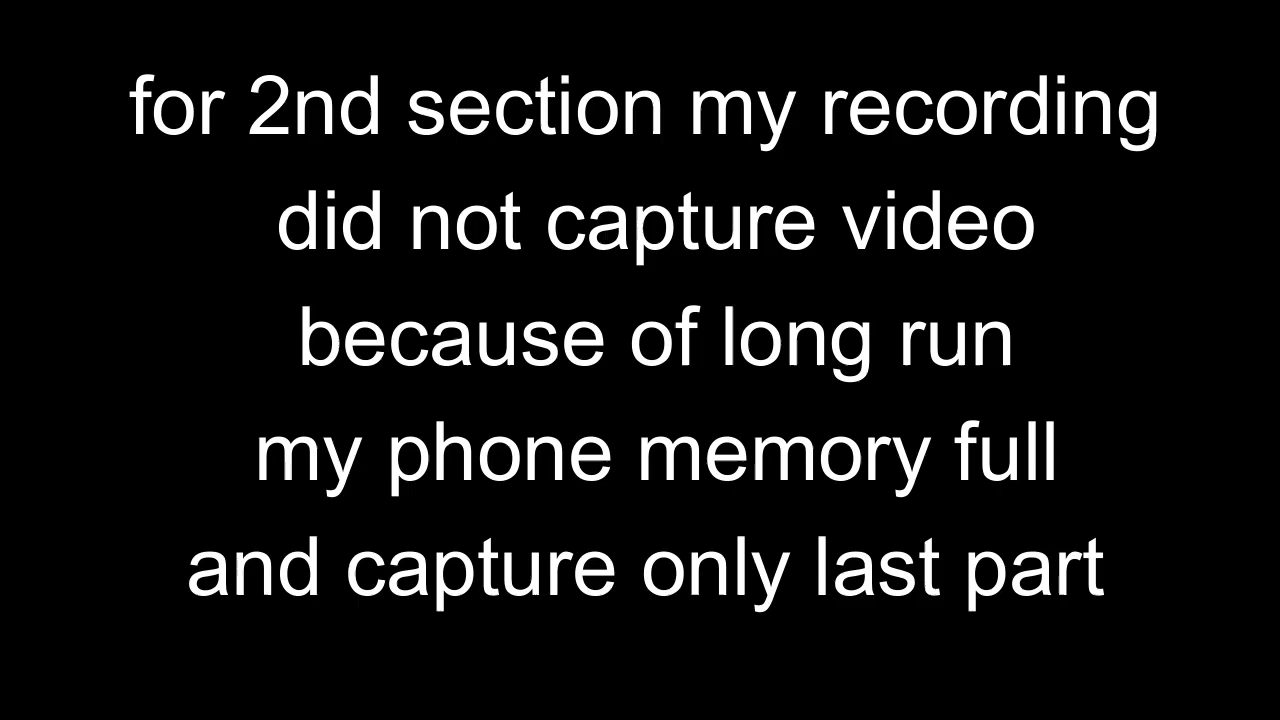 for 2nd section my recording
did not capture video
because of long run
my phone memory full
and capture only last part